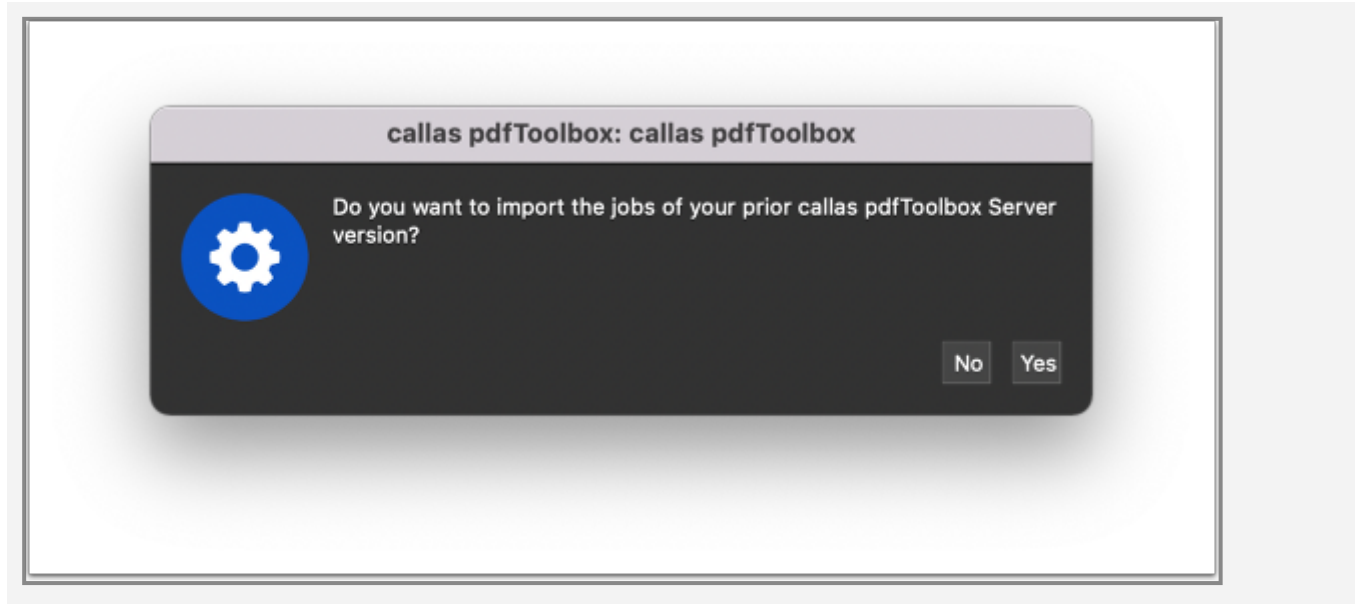 callas pdfToolbox: callas pdfToolbox
Do you want to import the jobs of your prior callas pdfToolbox Server
version?
No Yes